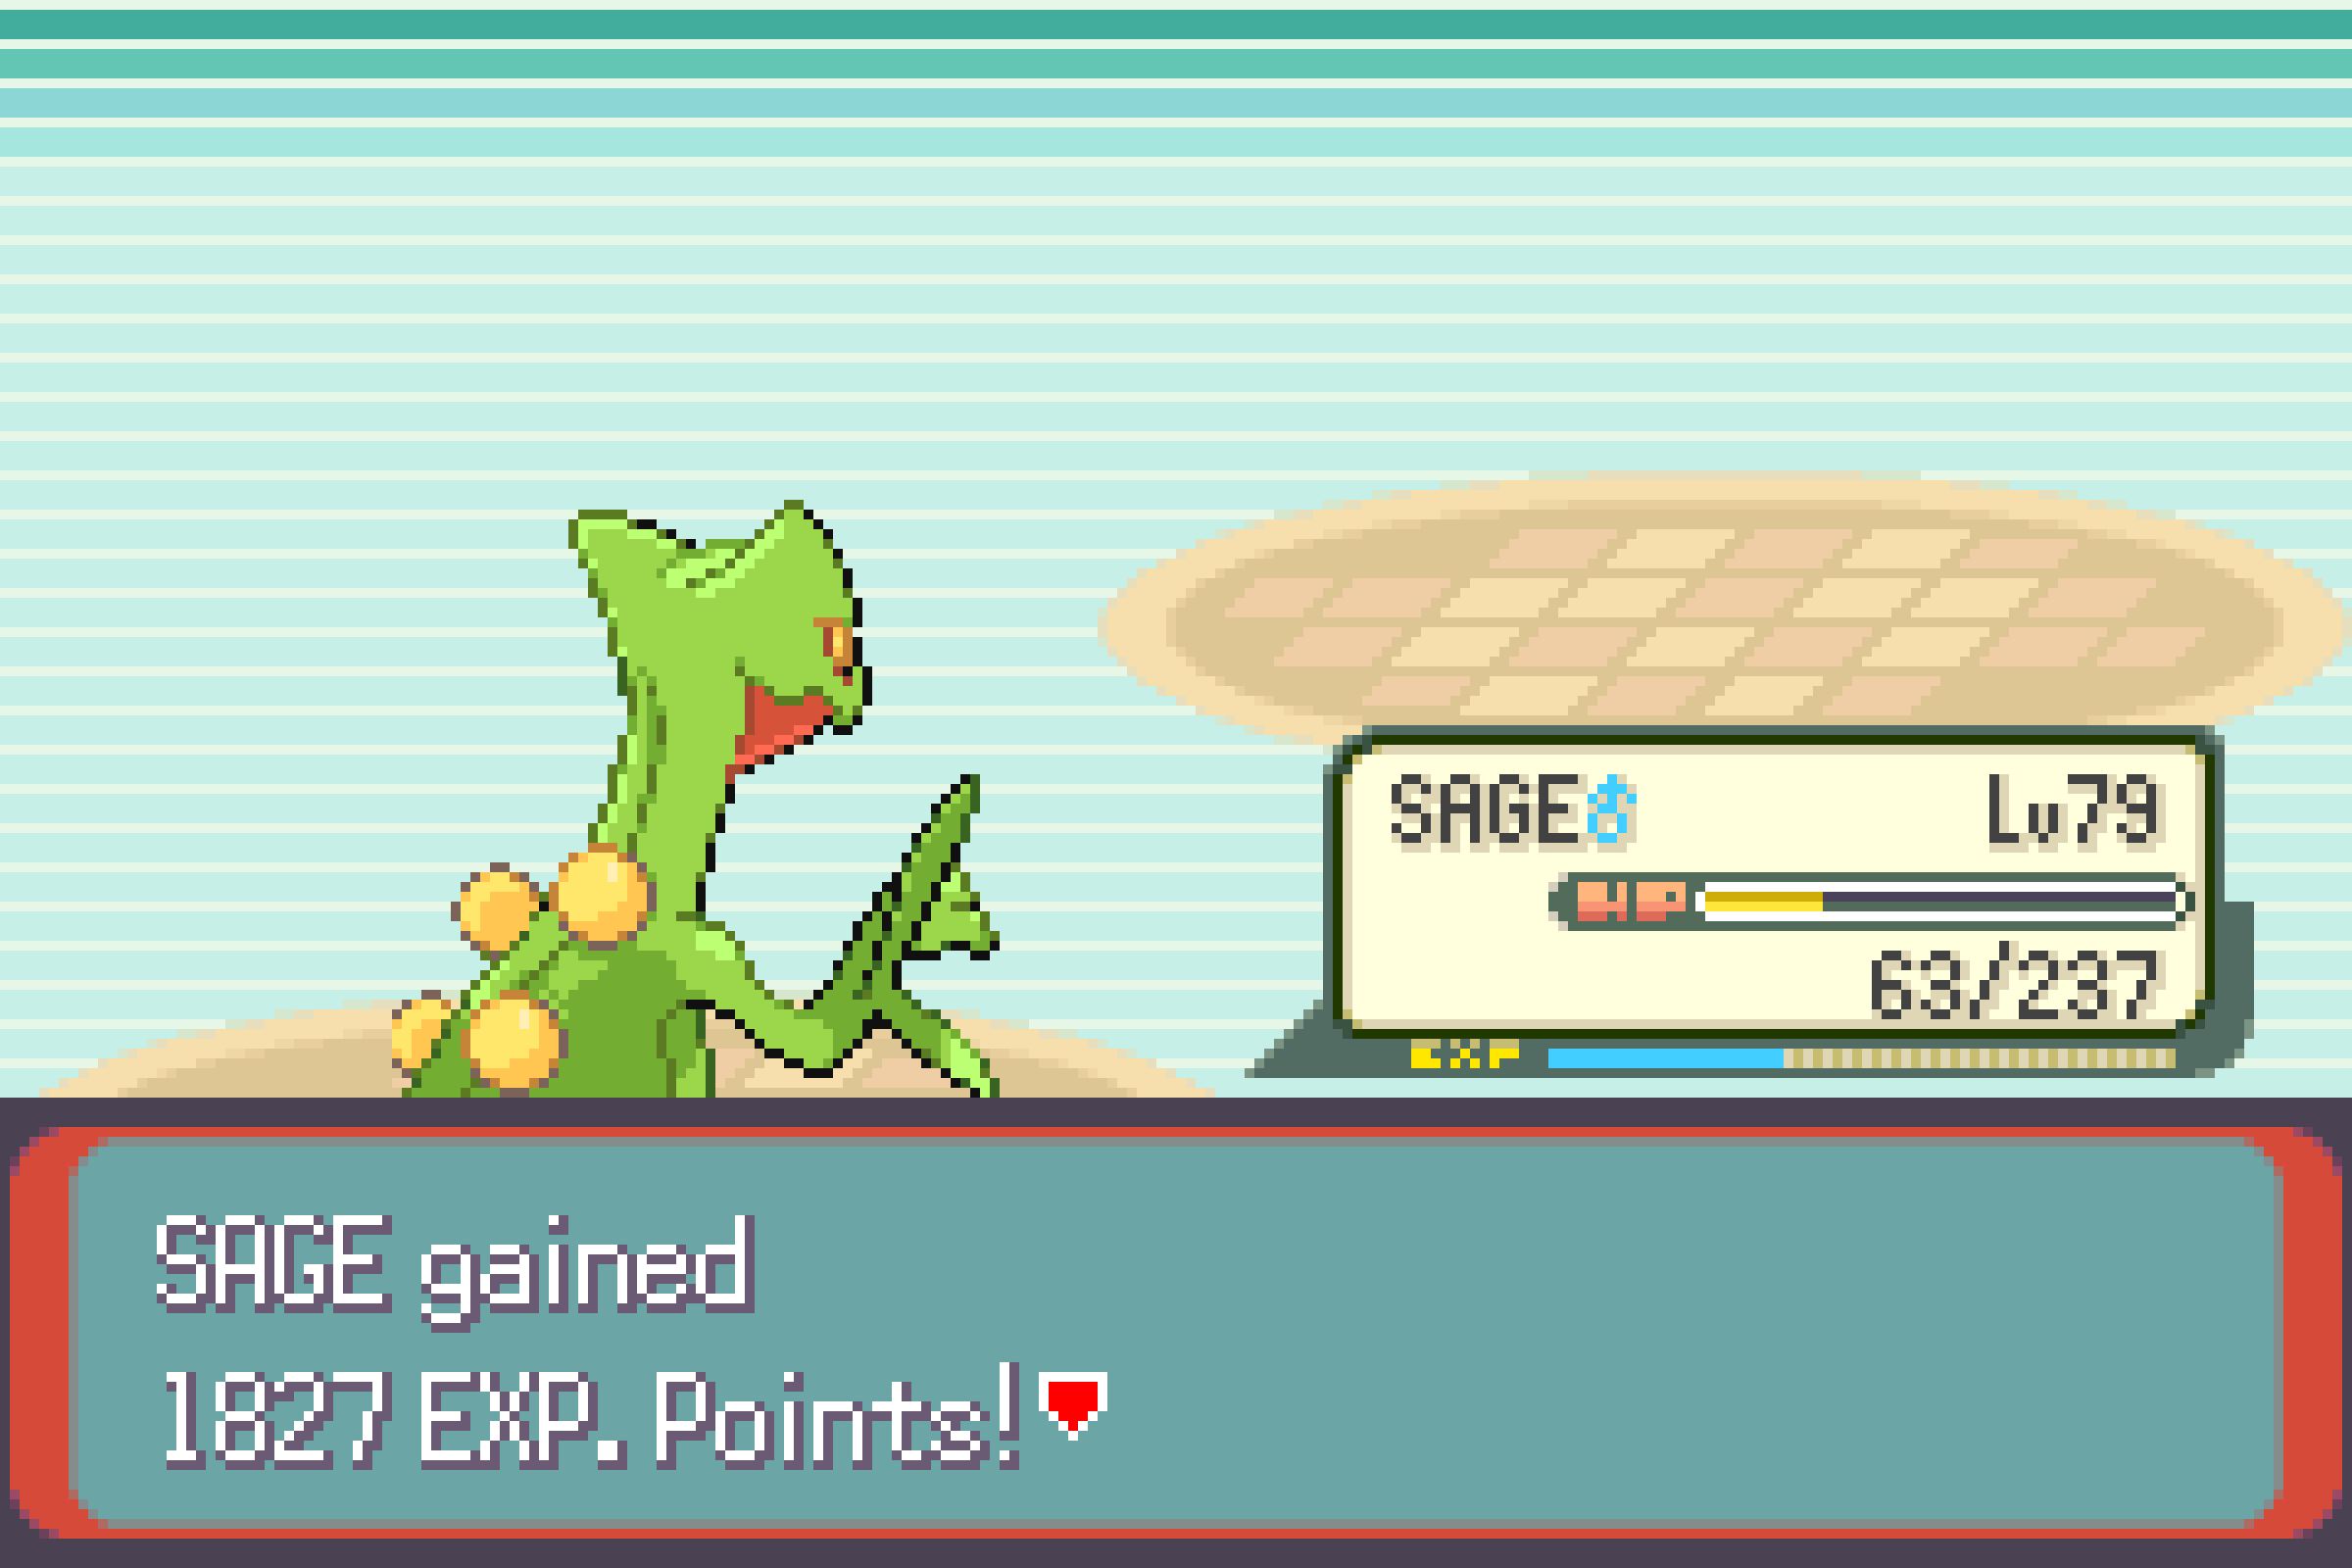 SAGE♂ Lv79
HP
63/237
EXP
SAGE gained
1827 EXP. Points!